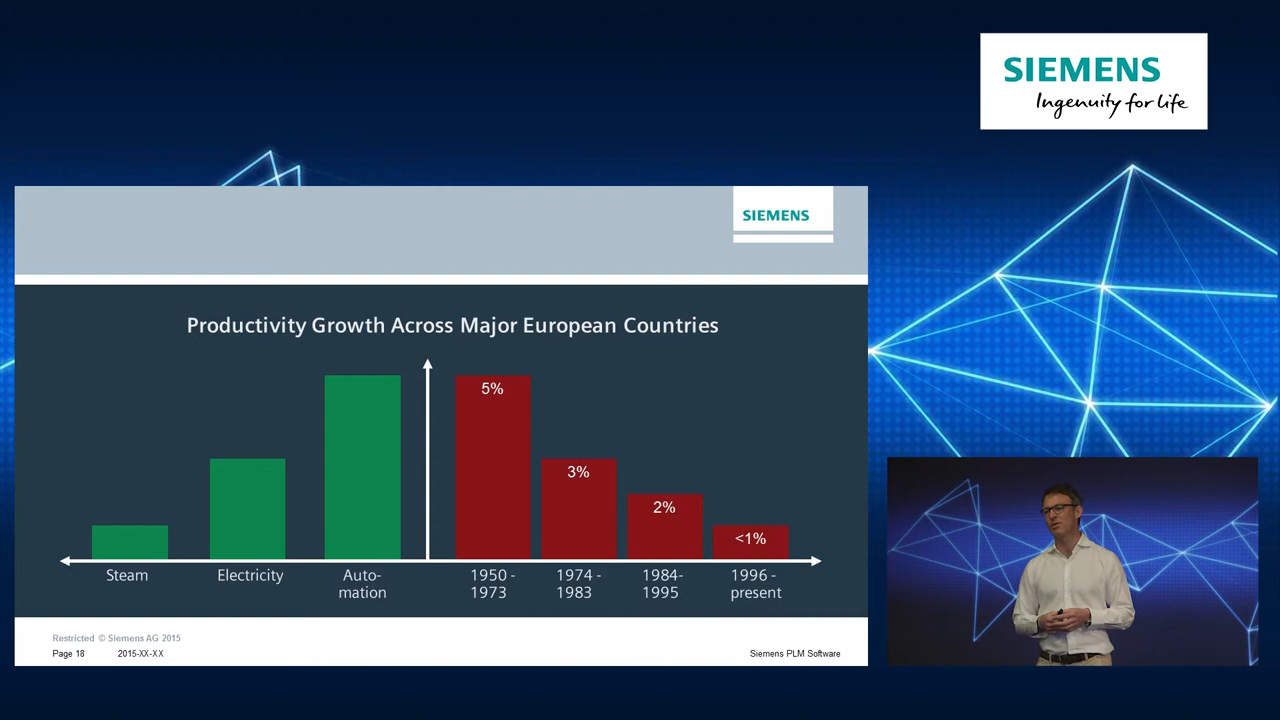 SIEMENS
Ingenuity for life
SIEMENS
Productivity Growth Across Major European Countries
5%
3%
2%
<1%
Steam
Electricity
Auto-
mation
1950 -
1973
1974 -
1983
1984-
1995
1996 -
present
Restricted © Siemens AG 2015
Page 18
2015-XX-XX
Siemens PLM Software